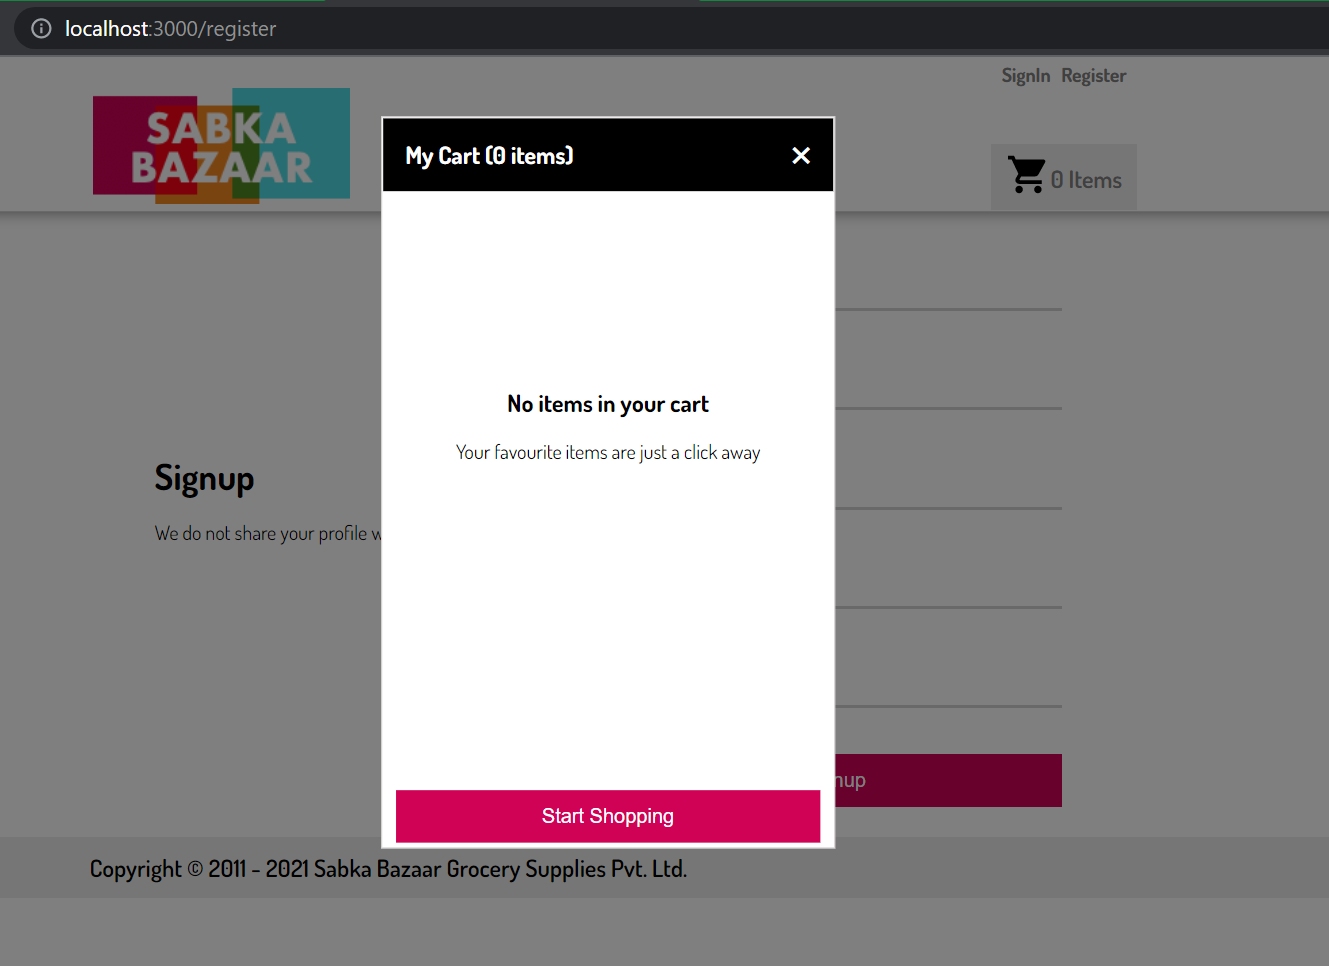 localhost:3000/register
SignIn Register
SABKA
BAZAAR
0 Items
My Cart (0 items)
No items in your cart
Your favourite items are just a click away
Signup
We do not share your profile
Start Shopping
Copyright © 2011 - 2021 Sabka Bazaar Grocery Supplies Pvt. Ltd.